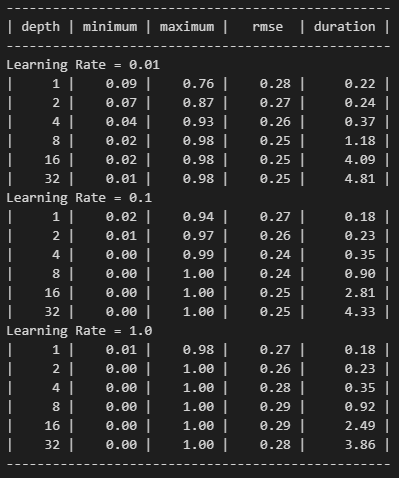 ---------------------------------------------------
| depth | minimum | maximum |   rmse  | duration |
---------------------------------------------------
Learning Rate = 0.01
|     1 |    0.09 |    0.76 |    0.28 |     0.22 |
|     2 |    0.07 |    0.87 |    0.27 |     0.24 |
|     4 |    0.04 |    0.93 |    0.26 |     0.37 |
|     8 |    0.02 |    0.98 |    0.25 |     1.18 |
|    16 |    0.02 |    0.98 |    0.25 |     4.09 |
|    32 |    0.01 |    0.98 |    0.25 |     4.81 |
Learning Rate = 0.1
|     1 |    0.02 |    0.94 |    0.27 |     0.18 |
|     2 |    0.01 |    0.97 |    0.26 |     0.23 |
|     4 |    0.00 |    0.99 |    0.24 |     0.35 |
|     8 |    0.00 |    1.00 |    0.24 |     0.90 |
|    16 |    0.00 |    1.00 |    0.25 |     2.81 |
|    32 |    0.00 |    1.00 |    0.25 |     4.33 |
Learning Rate = 1.0
|     1 |    0.01 |    0.98 |    0.27 |     0.18 |
|     2 |    0.00 |    1.00 |    0.26 |     0.23 |
|     4 |    0.00 |    1.00 |    0.28 |     0.35 |
|     8 |    0.00 |    1.00 |    0.29 |     0.92 |
|    16 |    0.00 |    1.00 |    0.29 |     2.49 |
|    32 |    0.00 |    1.00 |    0.28 |     3.86 |
---------------------------------------------------